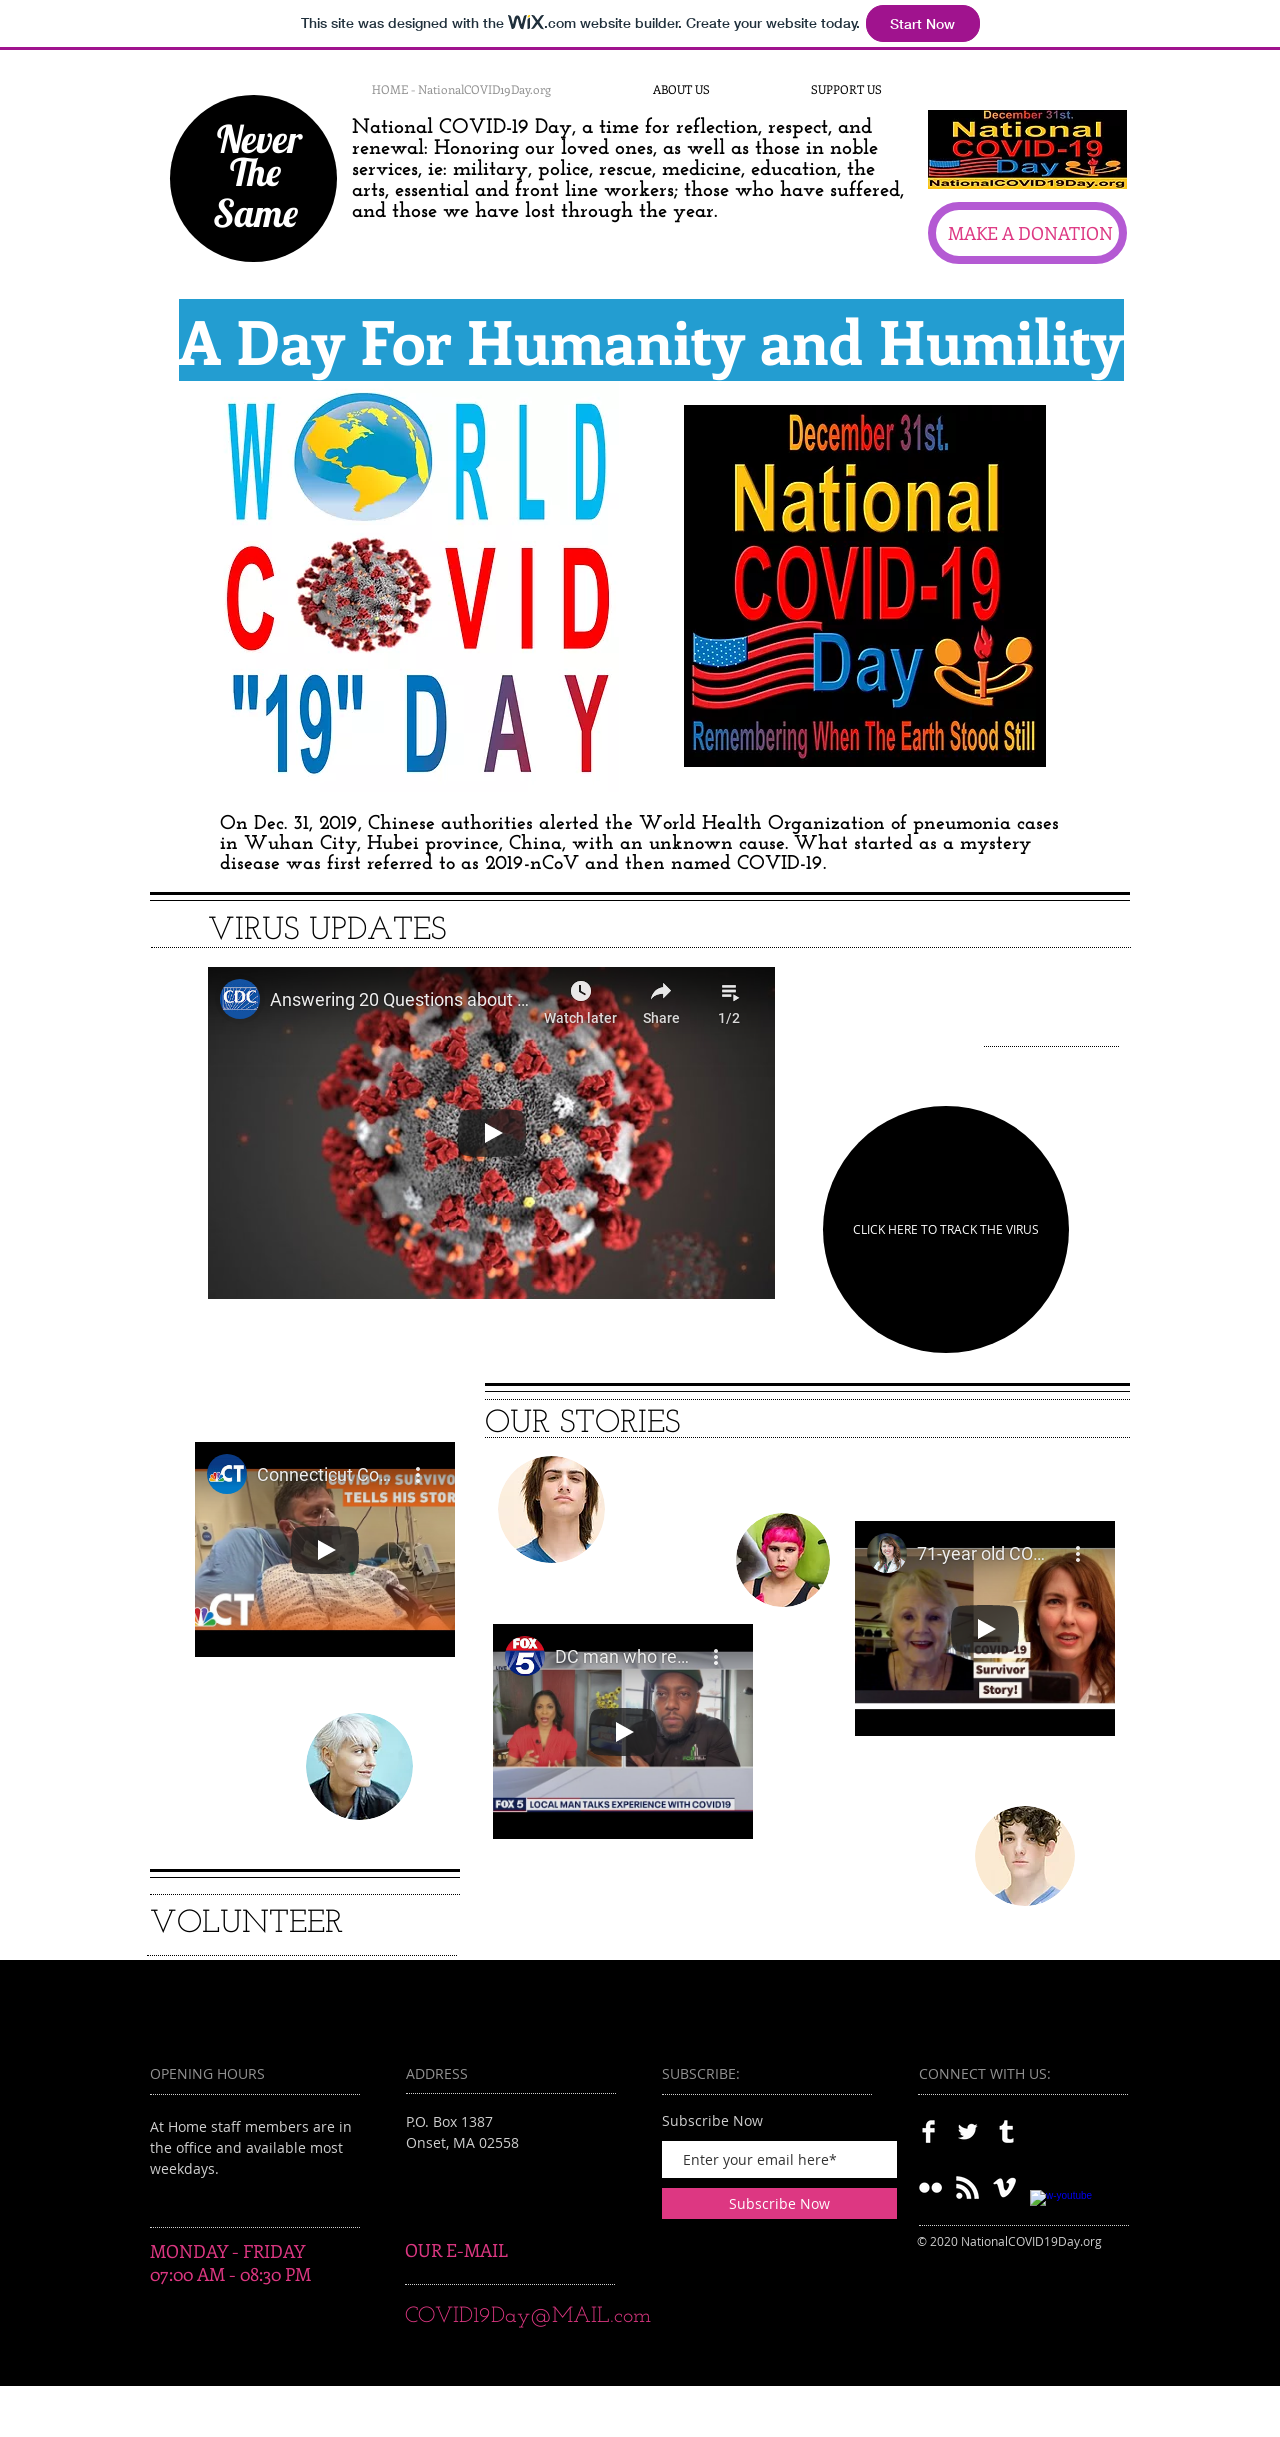 This site was designed with the WiX.com website builder. Create your website today.
Start Now
HOME - NationalCOVID19Day.org
ABOUT US
SUPPORT US
Never
The
Same
National COVID-19 Day, a time for reflection, respect, and
renewal: Honoring our loved ones, as well as those in noble
services, ie: military, police, rescue, medicine, education, the
arts, essential and front line workers; those who have suffered,
and those we have lost through the year.
December 31st.
National
COVID-19
Day
NationalCOVID19Day.org
MAKE A DONATION
A Day For Humanity and Humility
W RLD
C VID
"19" DAY
December 31st.
National
COVID-19
Day
Remembering When The Earth Stood Still
On Dec. 31, 2019, Chinese authorities alerted the World Health Organization of pneumonia cases
in Wuhan City, Hubei province, China, with an unknown cause. What started as a mystery
disease was first referred to as 2019-nCoV and then named COVID-19.
VIRUS UPDATES
CDC
Answering 20 Questions about ...
Watch later
Share
1/2
CLICK HERE TO TRACK THE VIRUS
OUR STORIES
CT
Connecticut Co...
COVID-19 SURVIVOR
TELLS HIS STOR
CT
71-year old CO...
COVID-19
Survivor
Story!
FOX
5
DC man who re...
FOX 5
LOCAL MAN TALKS EXPERIENCE WITH COVID19
VOLUNTEER
OPENING HOURS
At Home staff members are in
the office and available most
weekdays.
MONDAY - FRIDAY
07:00 AM - 08:30 PM
ADDRESS
P.O. Box 1387
Onset, MA 02558
OUR E-MAIL
COVID19Day@MAIL.com
SUBSCRIBE:
Subscribe Now
Enter your email here*
Subscribe Now
CONNECT WITH US:
© 2020 NationalCOVID19Day.org